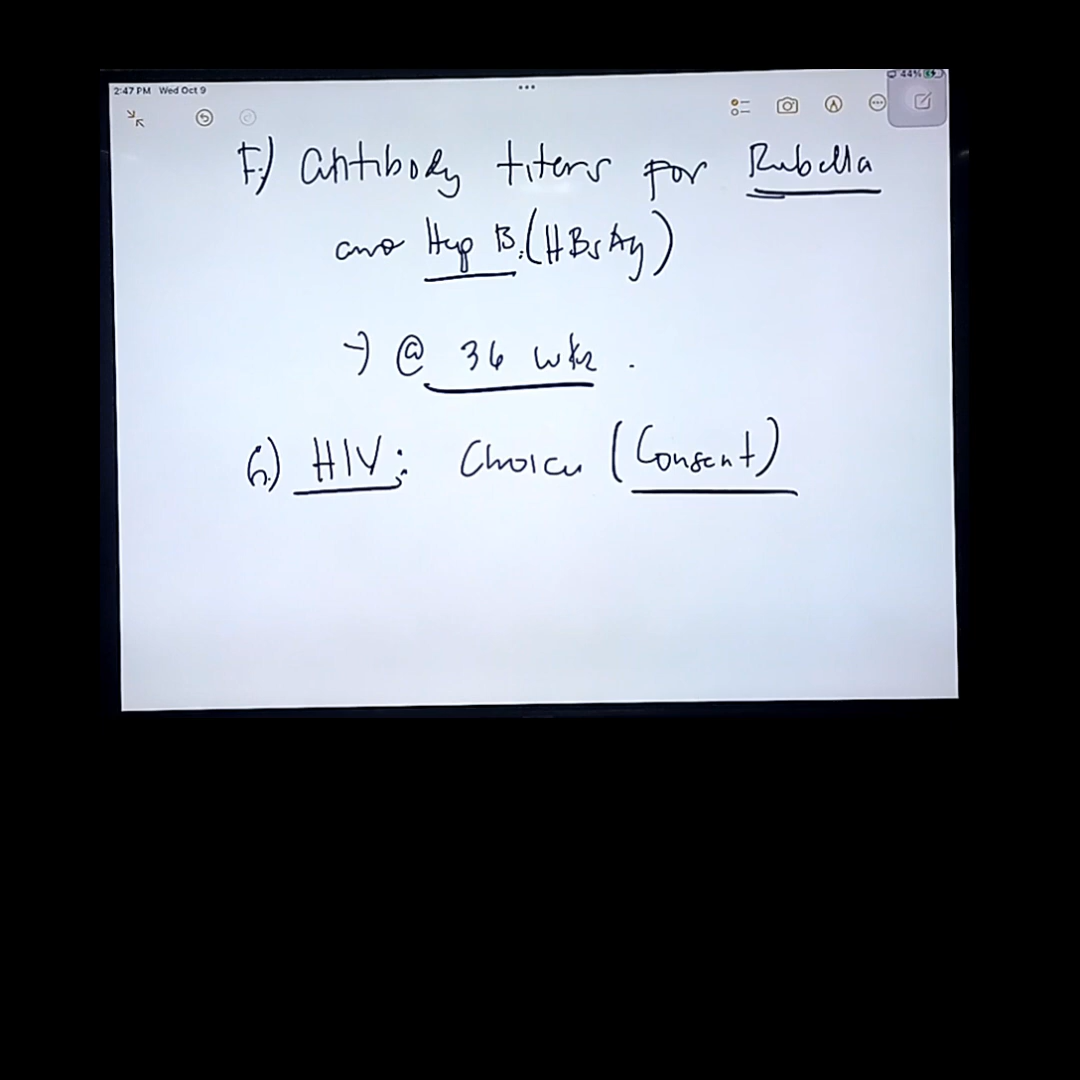 2:47 PM Wed Oct 9
44%
F.) Antibody titers for Rubella
and Hep B. (HBsAg)
→ @ 36 wks.
G.) HIV: Choice (Consent)